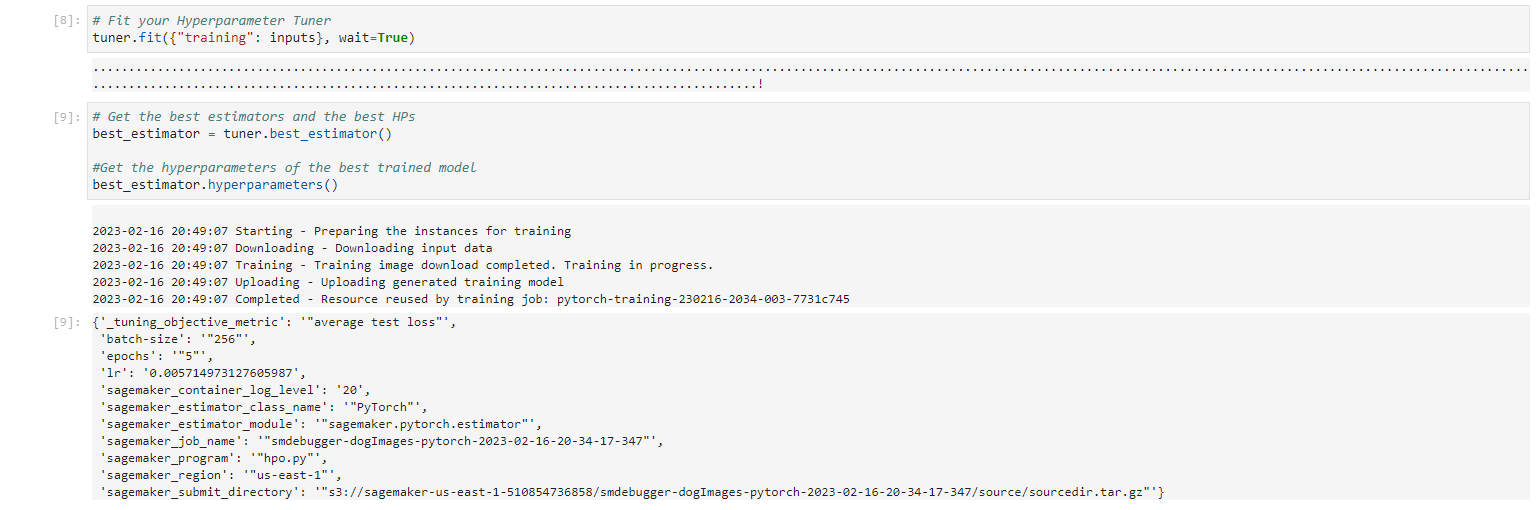 [8]: # Fit your Hyperparameter Tuner
tuner.fit({"training": inputs}, wait=True)
..............................................................................................................................................................................................................
...............................................................................................!
[9]: # Get the best estimators and the best HPs
best_estimator = tuner.best_estimator()
#Get the hyperparameters of the best trained model
best_estimator.hyperparameters()
2023-02-16 20:49:07 Starting - Preparing the instances for training
2023-02-16 20:49:07 Downloading - Downloading input data
2023-02-16 20:49:07 Training - Training image download completed. Training in progress.
2023-02-16 20:49:07 Uploading - Uploading generated training model
2023-02-16 20:49:07 Completed - Resource reused by training job: pytorch-training-230216-2034-003-7731c745
[9]: {'_tuning_objective_metric': '"average test loss"',
'batch-size': '"256"',
'epochs': '"5"',
'lr': '0.005714973127605987',
'sagemaker_container_log_level': '20',
'sagemaker_estimator_class_name': '"PyTorch"',
'sagemaker_estimator_module': '"sagemaker.pytorch.estimator"',
'sagemaker_job_name': '"smdebugger-dogImages-pytorch-2023-02-16-20-34-17-347"',
'sagemaker_program': '"hpo.py"',
'sagemaker_region': '"us-east-1"',
'sagemaker_submit_directory': '"s3://sagemaker-us-east-1-510854736858/smdebugger-dogImages-pytorch-2023-02-16-20-34-17-347/source/sourcedir.tar.gz"'}